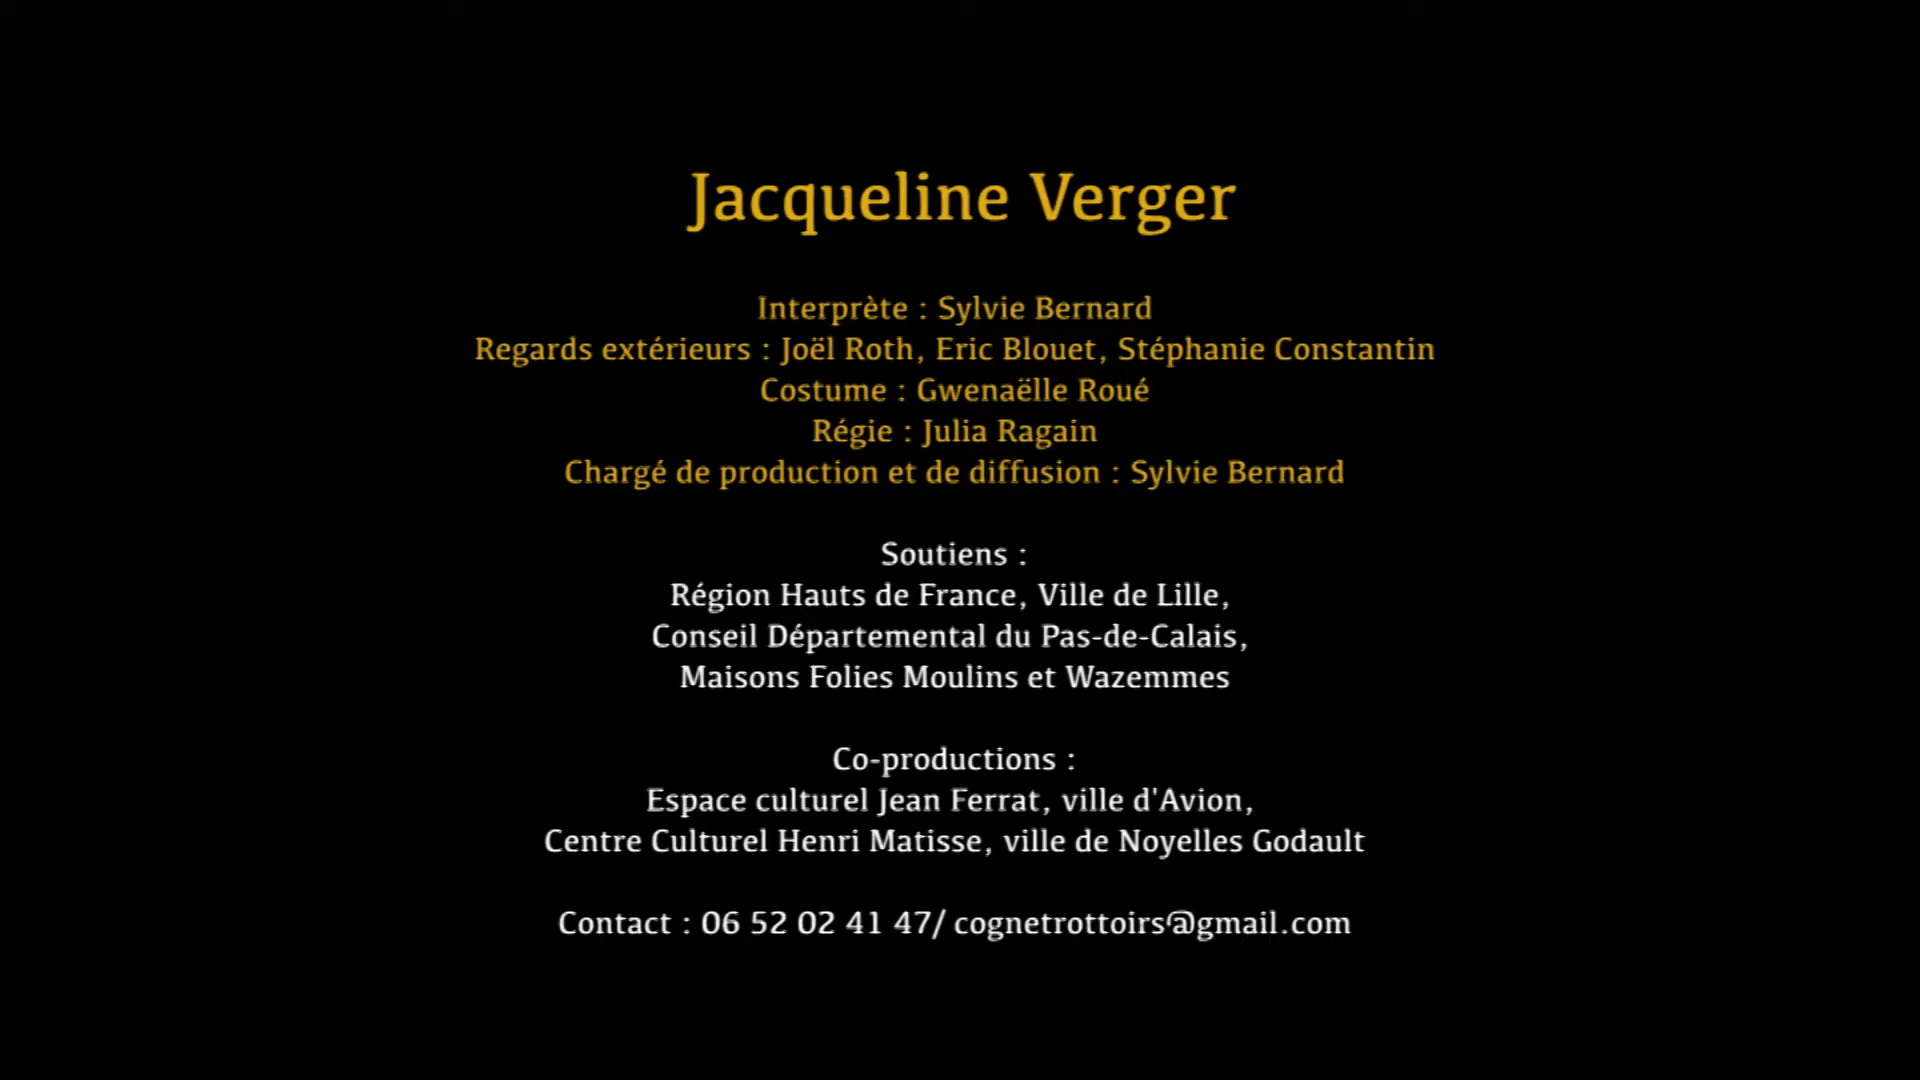 Jacqueline Verger
Interprète : Sylvie Bernard
Regards extérieurs : Joël Roth, Eric Blouet, Stéphanie Constantin
Costume : Gwenaëlle Roué
Régie : Julia Ragain
Chargé de production et de diffusion : Sylvie Bernard
Soutiens :
Région Hauts de France, Ville de Lille,
Conseil Départemental du Pas-de-Calais,
Maisons Folies Moulins et Wazemmes
Co-productions :
Espace culturel Jean Ferrat, ville d'Avion,
Centre Culturel Henri Matisse, ville de Noyelles Godault
Contact : 06 52 02 41 47/ cognetrottoirs@gmail.com